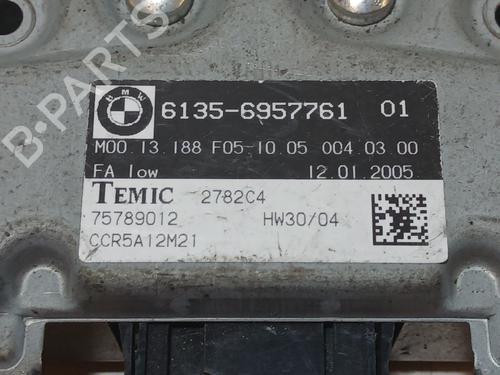 BMW
6135-6957761 01
M00.13.188 F05-10.05 004.03.00
FA low 12.01.2005
TEMIC 2782C4
75789012 HW30/04
CCR5A12M21